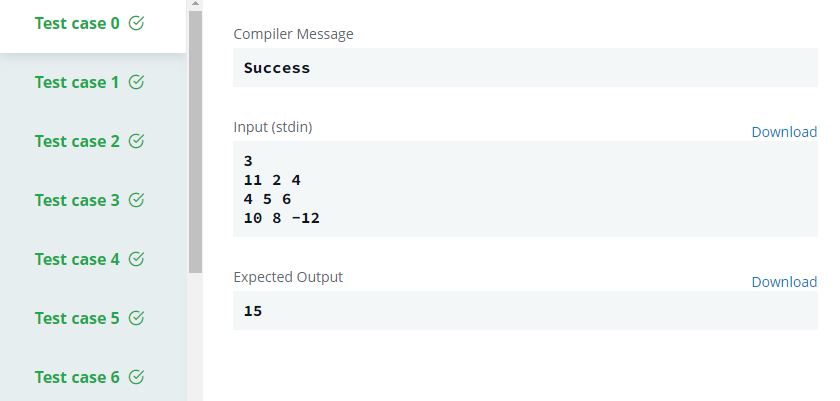 Test case 0
Test case 1
Test case 2
Test case 3
Test case 4
Test case 5
Test case 6
Compiler Message
Success
Input (stdin)
Download
3
11 2 4
4 5 6
10 8 -12
Expected Output
Download
15